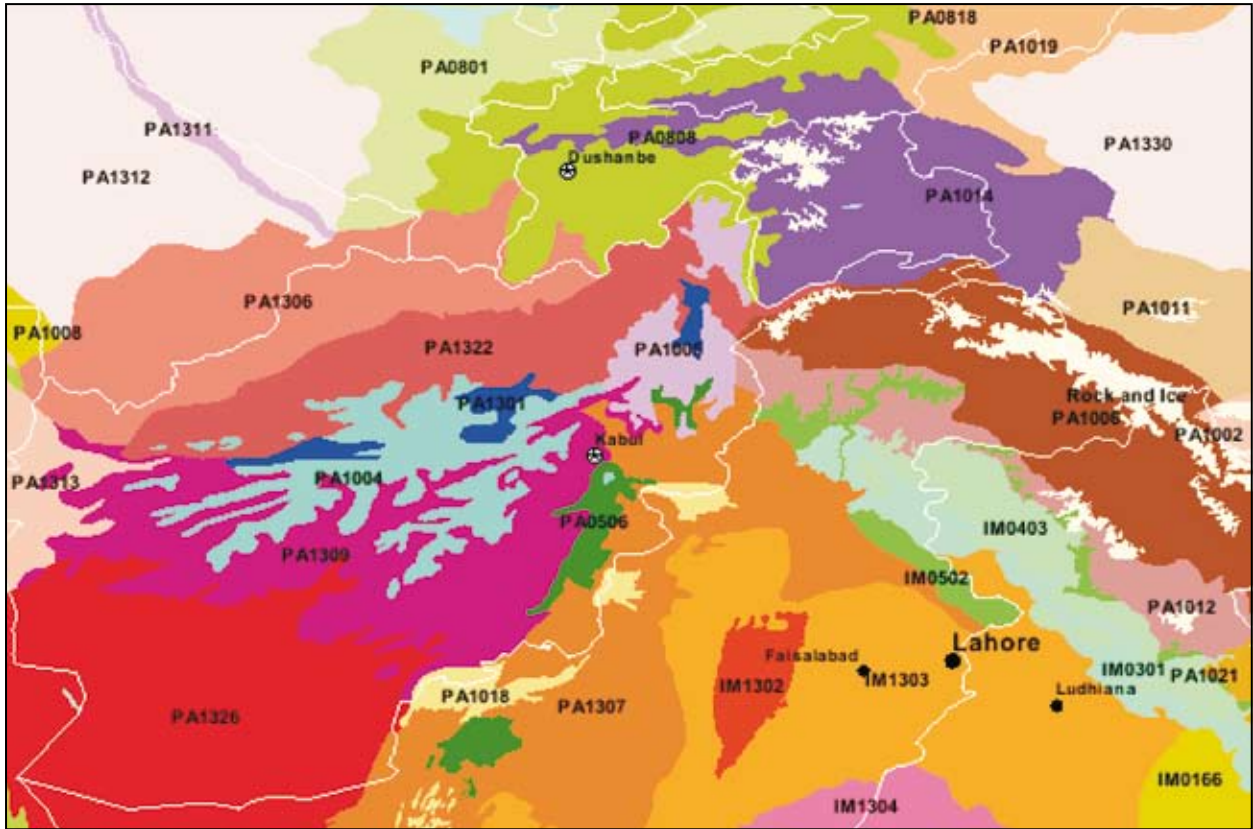 PA0818
PA1019
PA0801
PA1311
PA0808
PA1330
Dushanbe
PA1312
PA1014
PA1306
PA1011
PA1008
PA1322
PA1005
Rock and Ice
PA1301
PA1006
PA1002
Kabul
PA1313
PA1004
PA0506
IM0403
PA1309
IM0502
PA1012
Lahore
Faisalabad
IM0301
PA1021
IM1302
IM1303
PA1018
Ludhiana
PA1307
PA1326
IM0166
IM1304